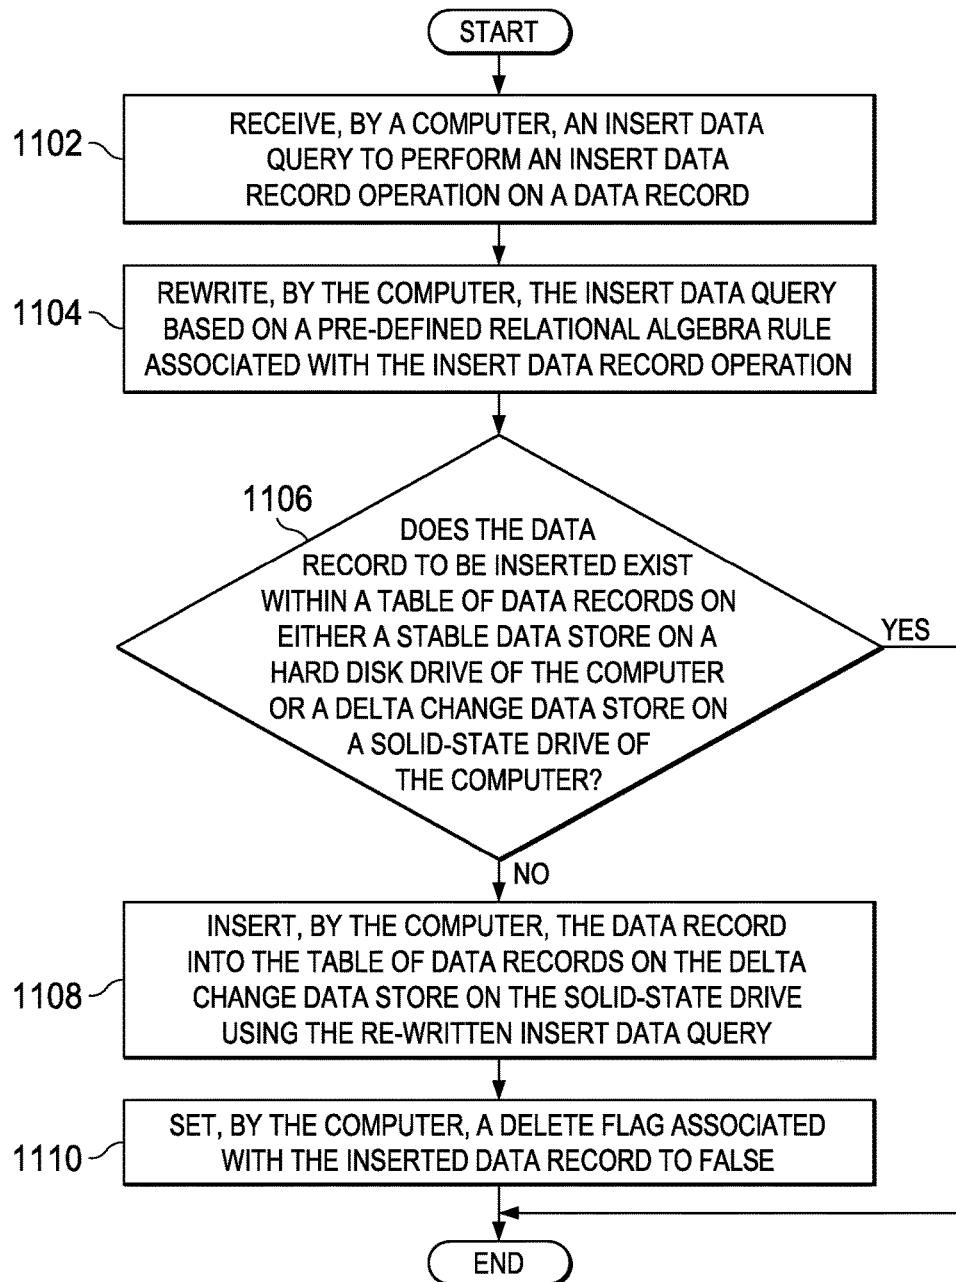 START
1102
RECEIVE, BY A COMPUTER, AN INSERT DATA
QUERY TO PERFORM AN INSERT DATA
RECORD OPERATION ON A DATA RECORD
1104
REWRITE, BY THE COMPUTER, THE INSERT DATA QUERY
BASED ON A PRE-DEFINED RELATIONAL ALGEBRA RULE
ASSOCIATED WITH THE INSERT DATA RECORD OPERATION
1106
DOES THE DATA
RECORD TO BE INSERTED EXIST
WITHIN A TABLE OF DATA RECORDS ON
EITHER A STABLE DATA STORE ON A
HARD DISK DRIVE OF THE COMPUTER
OR A DELTA CHANGE DATA STORE ON
A SOLID-STATE DRIVE OF
THE COMPUTER?
YES
NO
1108
INSERT, BY THE COMPUTER, THE DATA RECORD
INTO THE TABLE OF DATA RECORDS ON THE DELTA
CHANGE DATA STORE ON THE SOLID-STATE DRIVE
USING THE RE-WRITTEN INSERT DATA QUERY
1110
SET, BY THE COMPUTER, A DELETE FLAG ASSOCIATED
WITH THE INSERTED DATA RECORD TO FALSE
END